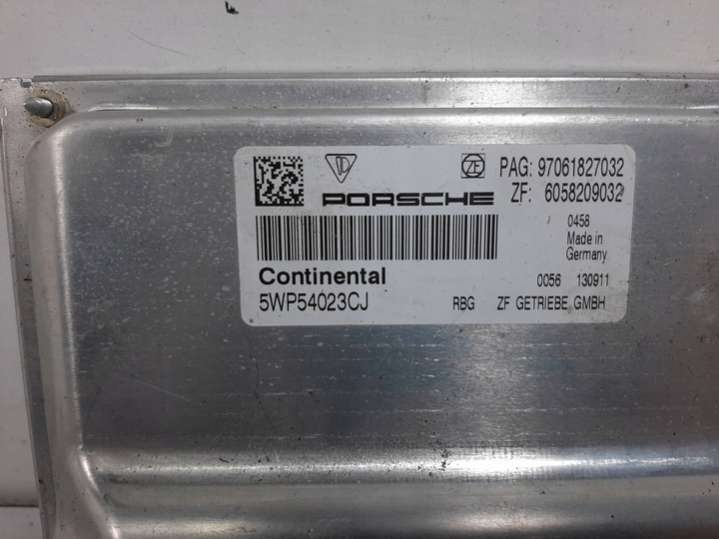 PAG: 97061827032
PORSCHE ZF: 6058209032
0458
Made in
Germany
Continental 0056 130911
5WP54023CJ RBG ZF GETRIEBE GMBH